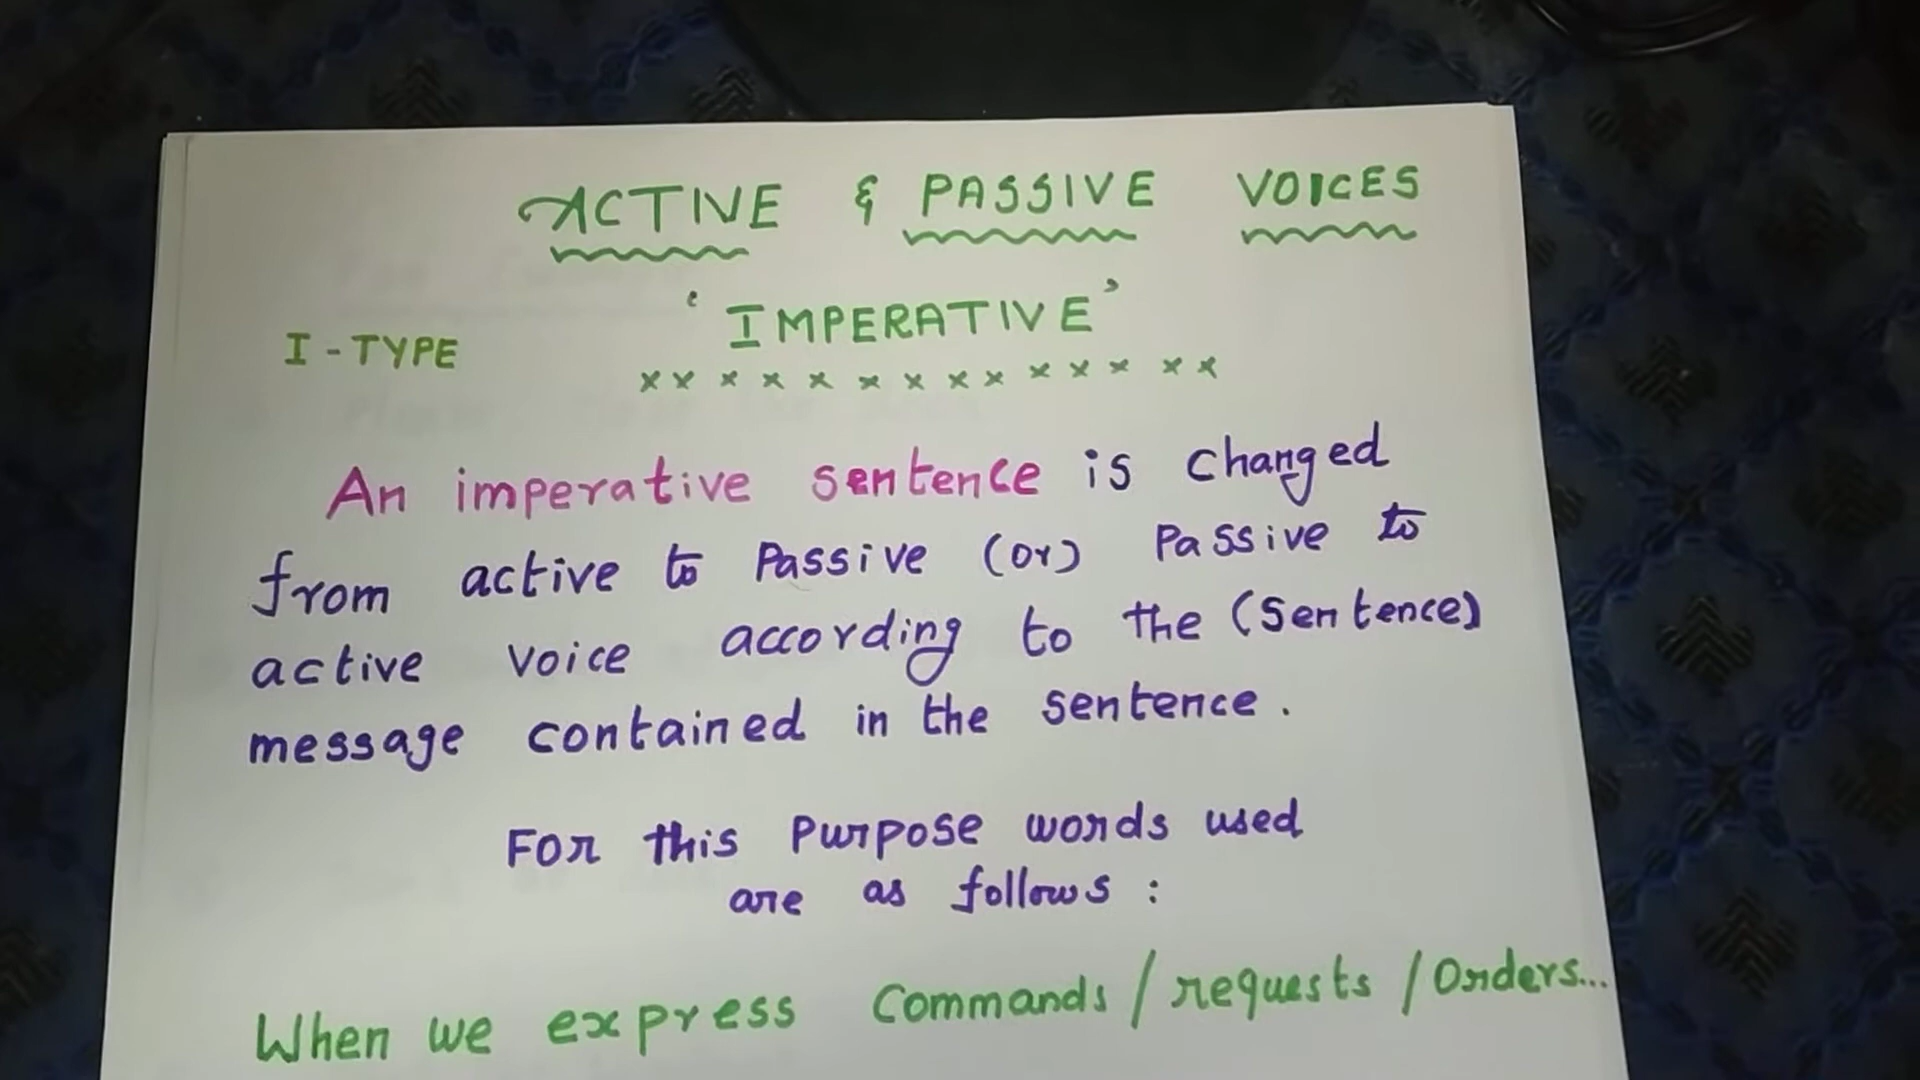 ACTIVE & PASSIVE VOICES
'IMPERATIVE'
I-TYPE
xx x x x x x x x x x x x x
An imperative sentence is changed
from active to Passive (or) Passive to
active voice according to the (Sentence)
message contained in the sentence.
For this Purpose words used
are as follows :
When we express Commands / requests / Orders...